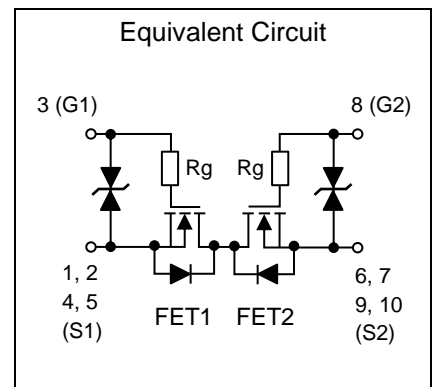 Equivalent Circuit
3 (G1)
8 (G2)
Rg
Rg
1, 2
4, 5
(S1)
FET1
FET2
6, 7
9, 10
(S2)